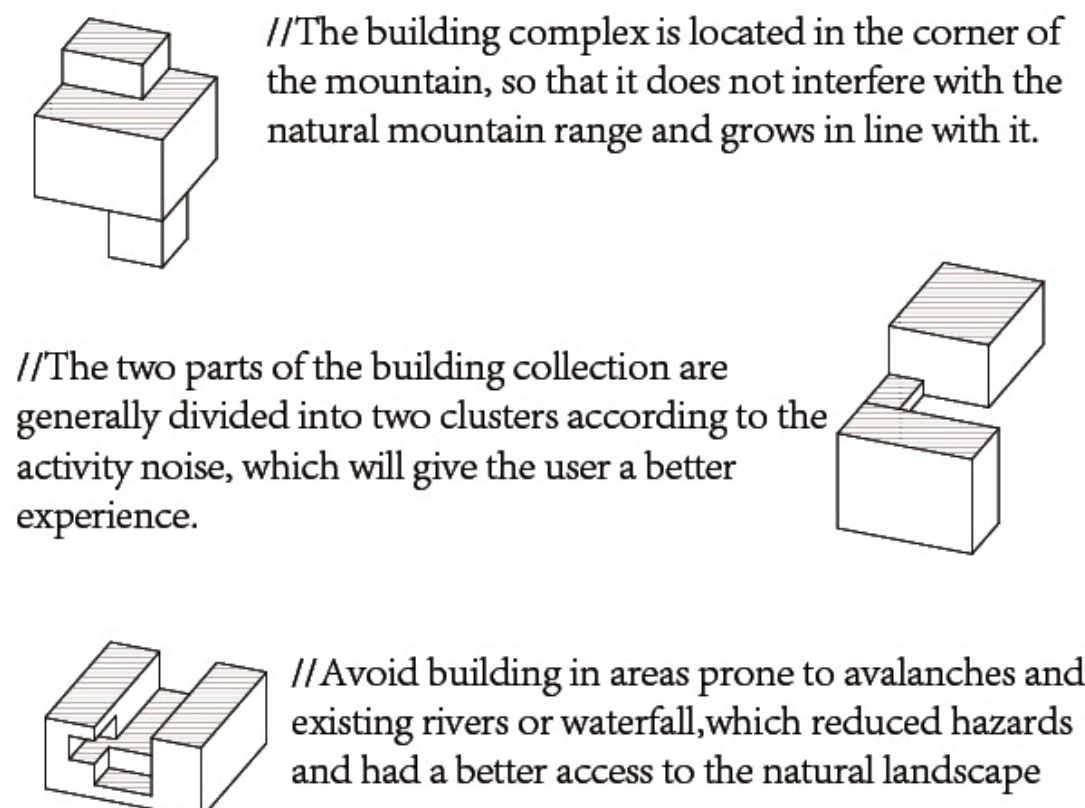 //The building complex is located in the corner of
the mountain, so that it does not interfere with the
natural mountain range and grows in line with it.
//The two parts of the building collection are
generally divided into two clusters according to the
activity noise, which will give the user a better
experience.
//Avoid building in areas prone to avalanches and
existing rivers or waterfall,which reduced hazards
and had a better access to the natural landscape